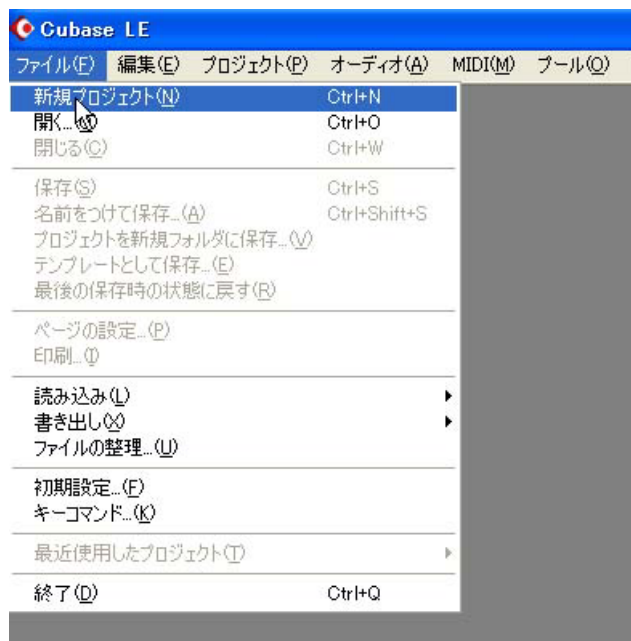 Cubase LE
ファイル(F) 編集(E) プロジェクト(P) オーディオ(A) MIDI(M) プール(O)
新規プロジェクト(N) Ctrl+N
開く... Ctrl+O
閉じる(C) Ctrl+W
保存(S) Ctrl+S
名前をつけて保存...(A) Ctrl+Shift+S
プロジェクトを新規フォルダに保存...(V)
テンプレートとして保存...(E)
最後の保存時の状態に戻す(R)
ページの設定...(P)
印刷...(I)
読み込み(L)
書き出し(X)
ファイルの整理...(U)
初期設定...(F)
キーコマンド...(K)
最近使用したプロジェクト(T)
終了(D) Ctrl+Q